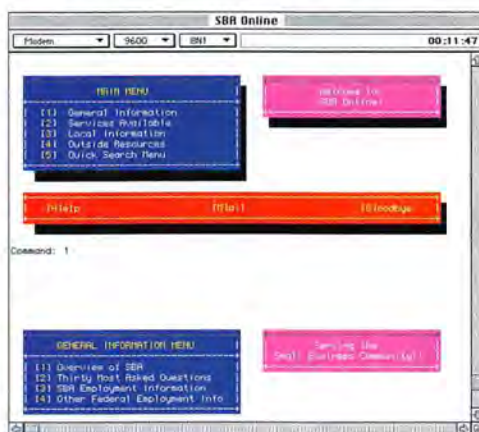 SBA Online
Modem 9600 8N1 00:11:47
MAIN MENU
[1] General Information
[2] Services Available
[3] Local Information
[4] Outside Resources
[5] Quick Search Menu
Welcome to
SBA Online!
[H]elp [M]ail [G]oodbye
Command: 1
GENERAL INFORMATION MENU
[1] Overview of SBA
[2] Thirty Most Asked Questions
[3] SBA Employment Information
[4] Other Federal Employment Info
Serving the
Small Business Community!